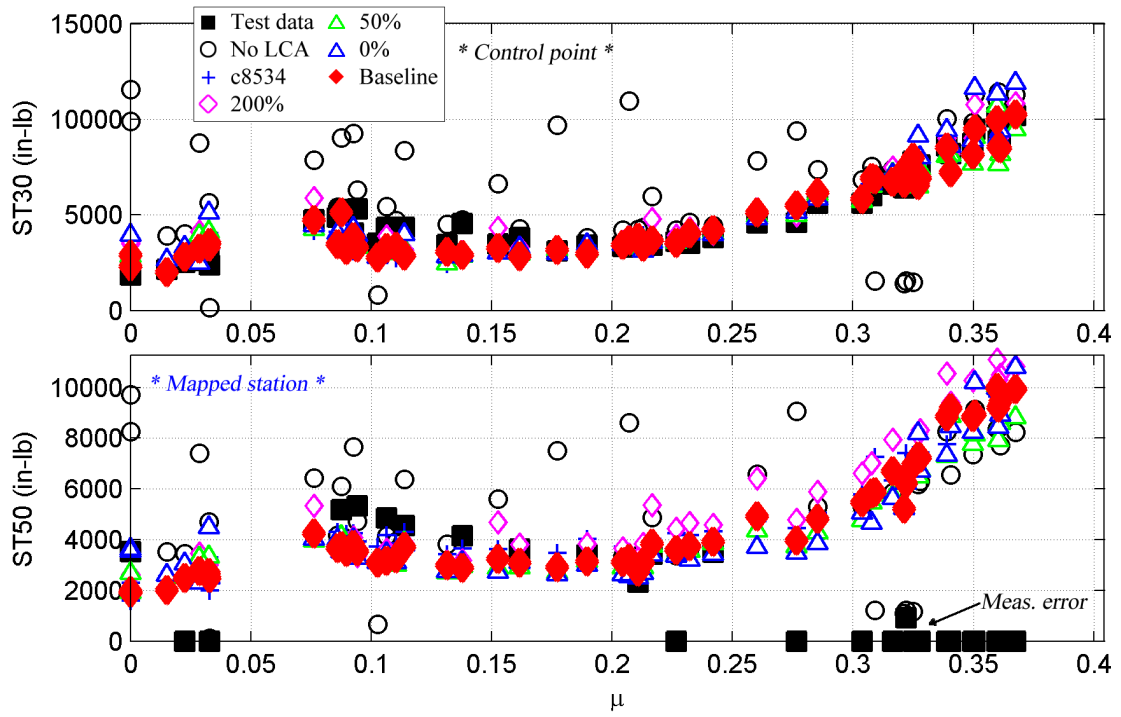 15000
10000
5000
0
ST30 (in-lb)
Test data
No LCA
c8534
200%
50%
0%
Baseline
* Control point *
0 0.05 0.1 0.15 0.2 0.25 0.3 0.35 0.4
10000
8000
6000
4000
2000
0
ST50 (in-lb)
* Mapped station *
Meas. error
0 0.05 0.1 0.15 0.2 0.25 0.3 0.35 0.4
μ